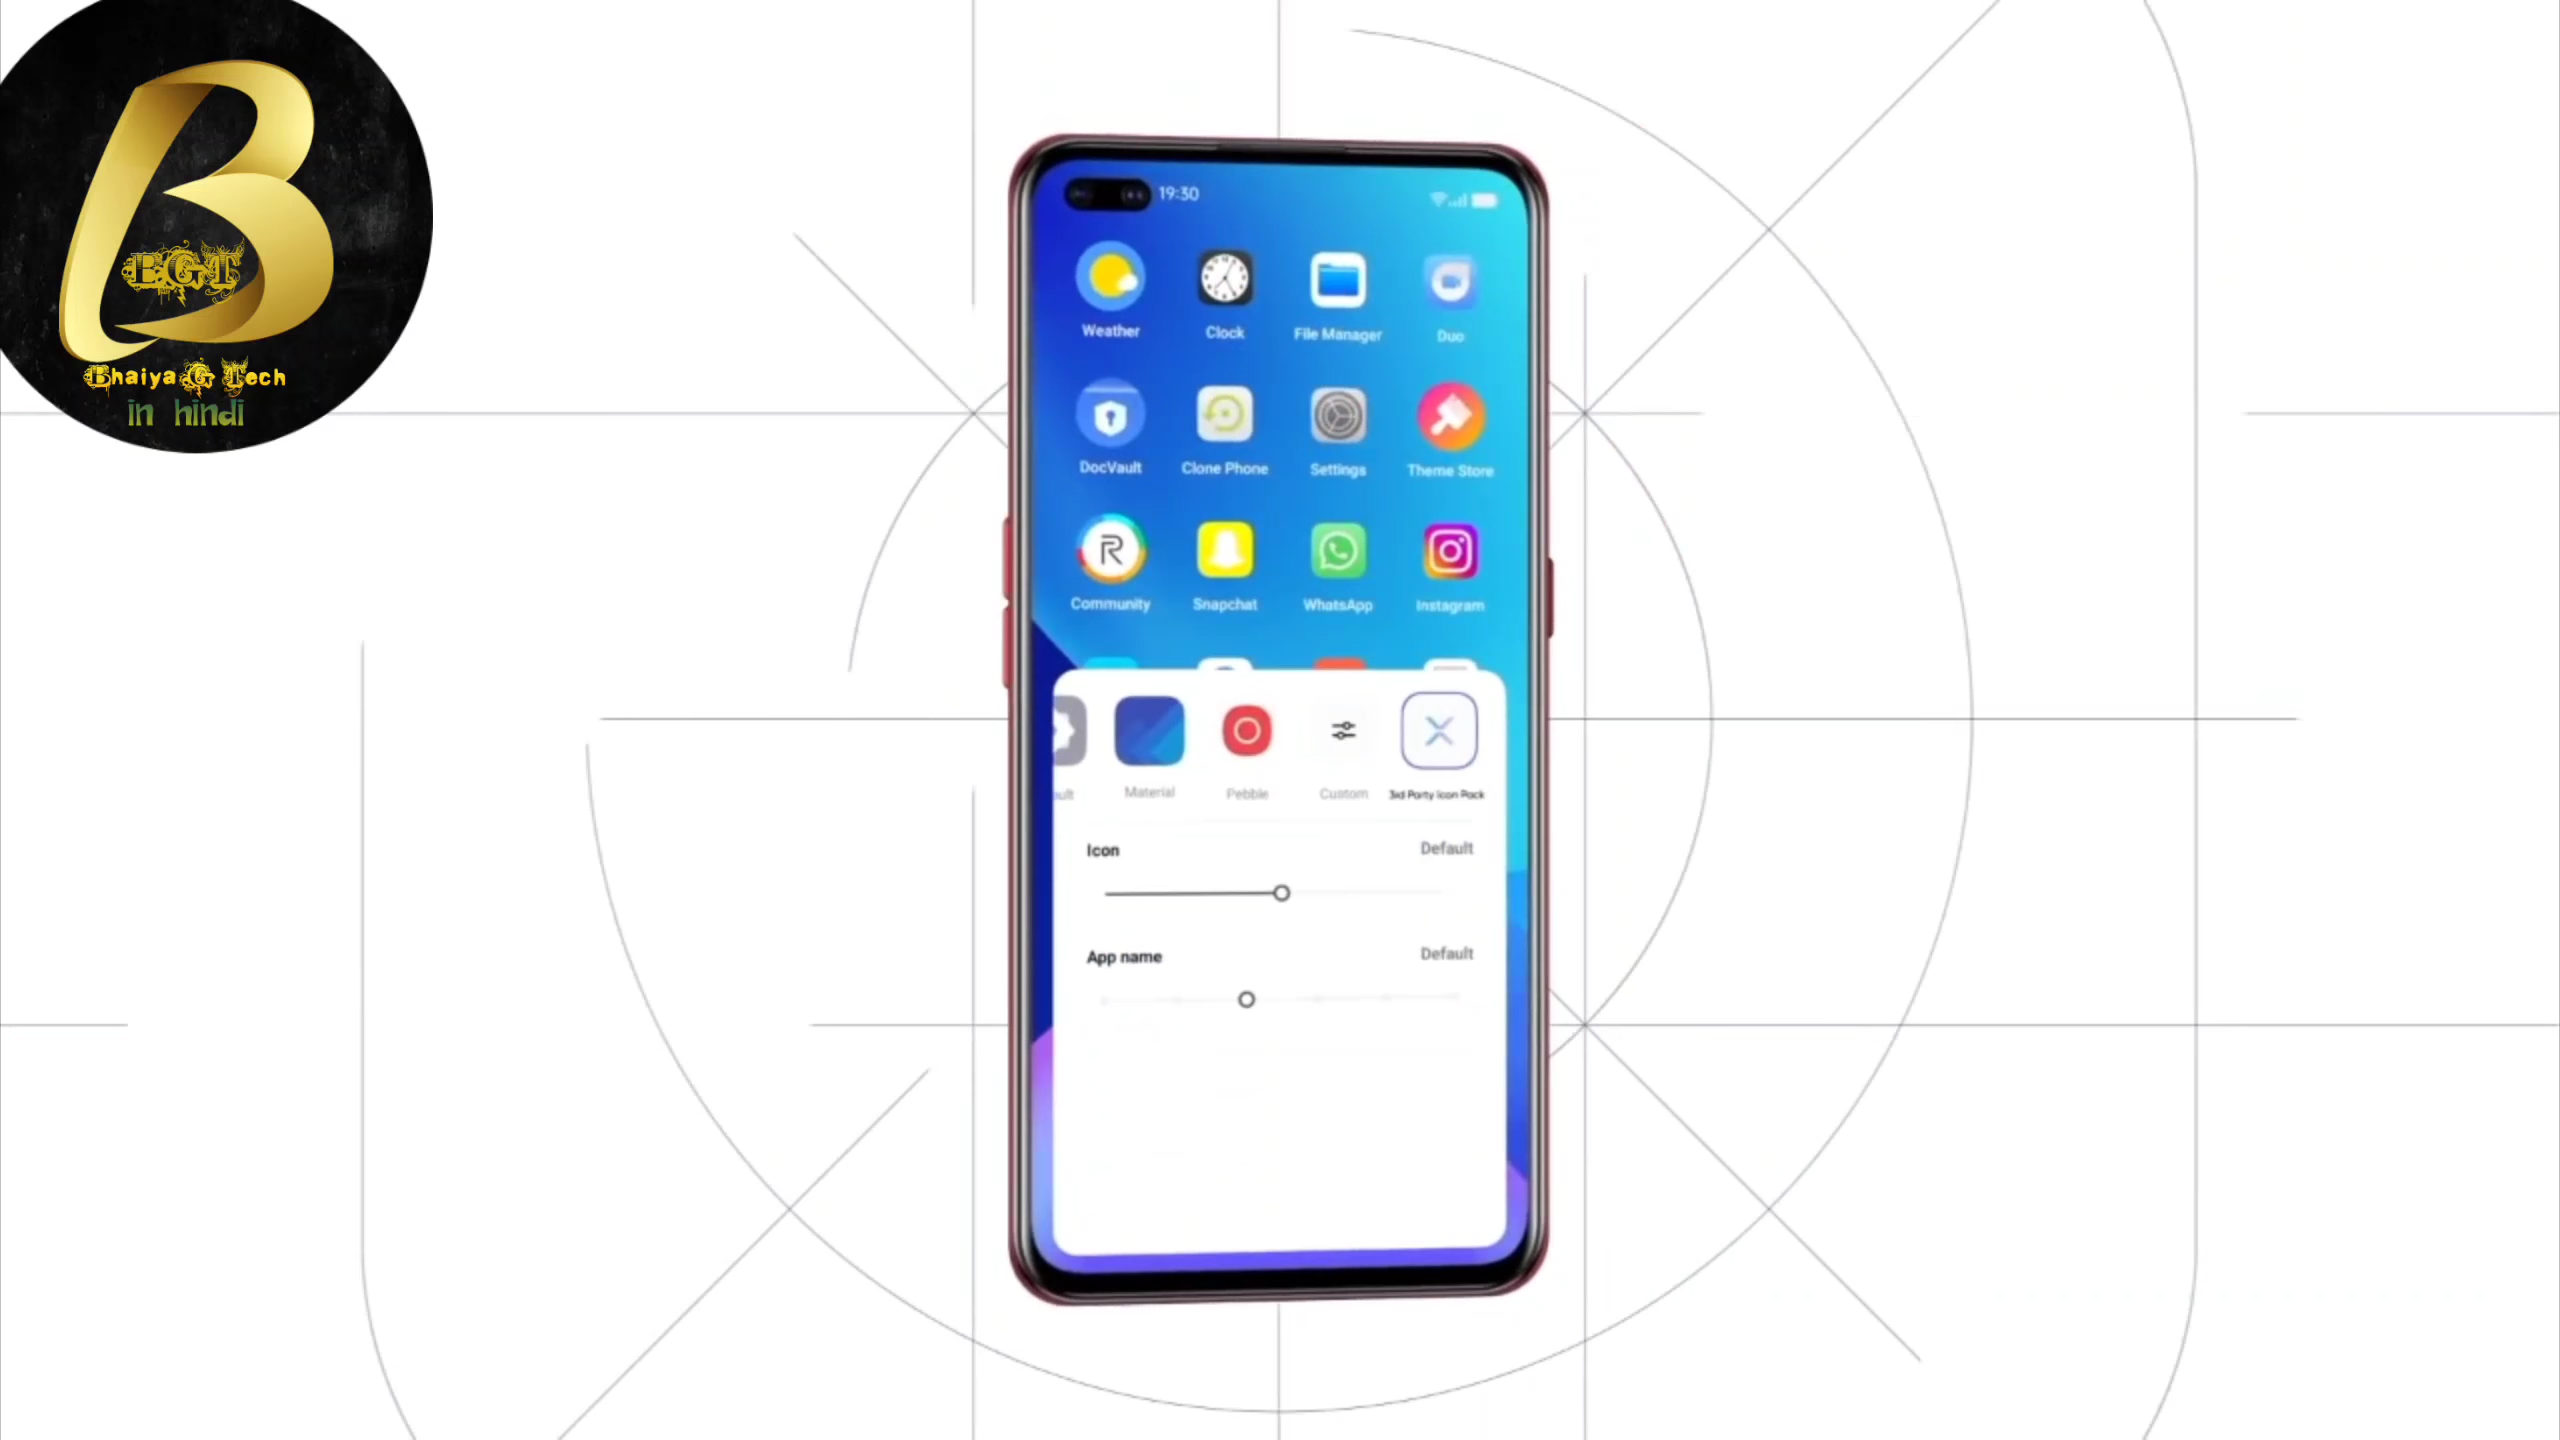 BGT
Bhaiya G Tech
in hindi
19:30
Weather
Clock
File Manager
Duo
DocVault
Clone Phone
Settings
Theme Store
R
Community
Snapchat
WhatsApp
Instagram
ult
Material
Pebble
Custom
3rd Party Icon Pack
Icon
Default
App name
Default